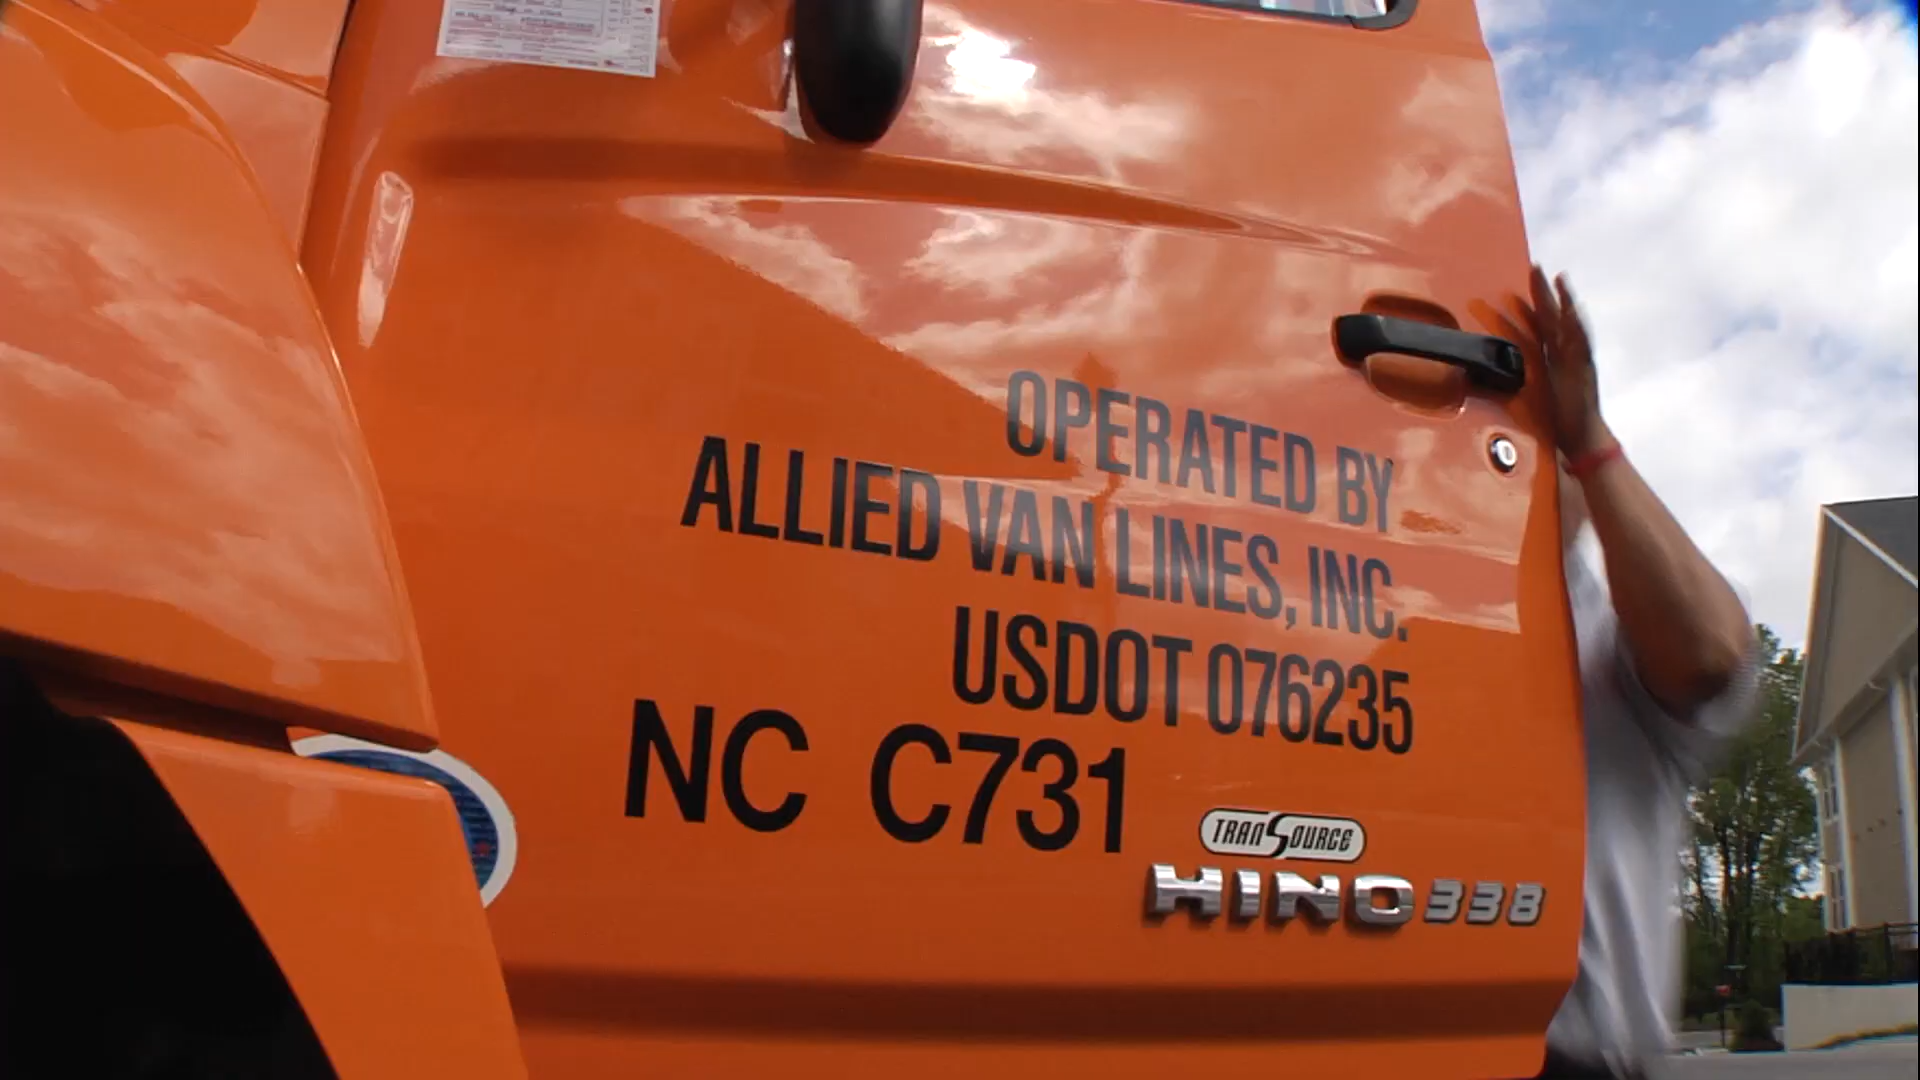 OPERATED BY
ALLIED VAN LINES, INC.
USDOT 076235
NC C731
TRANSOURCE
HINO 338